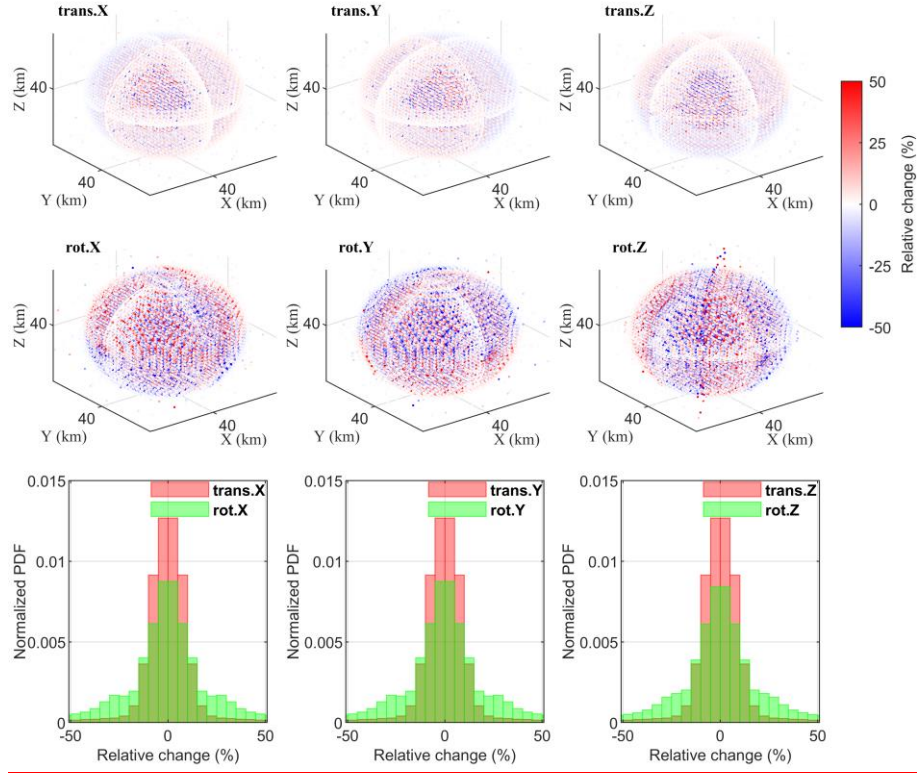 trans.X
trans.Y
trans.Z
Z (km)
40
Y (km)
40
40
X (km)
Z (km)
40
Y (km)
40
40
X (km)
Z (km)
40
Y (km)
40
40
X (km)
50
25
0
-25
-50
Relative change (%)
rot.X
rot.Y
rot.Z
Z (km)
40
Y (km)
40
40
X (km)
Z (km)
40
Y (km)
40
40
X (km)
Z (km)
40
Y (km)
40
40
X (km)
Normalized PDF
0.015
0.01
0.005
0
-50
0
50
Relative change (%)
trans.X
rot.X
Normalized PDF
0.015
0.01
0.005
0
-50
0
50
Relative change (%)
trans.Y
rot.Y
Normalized PDF
0.015
0.01
0.005
0
-50
0
50
Relative change (%)
trans.Z
rot.Z